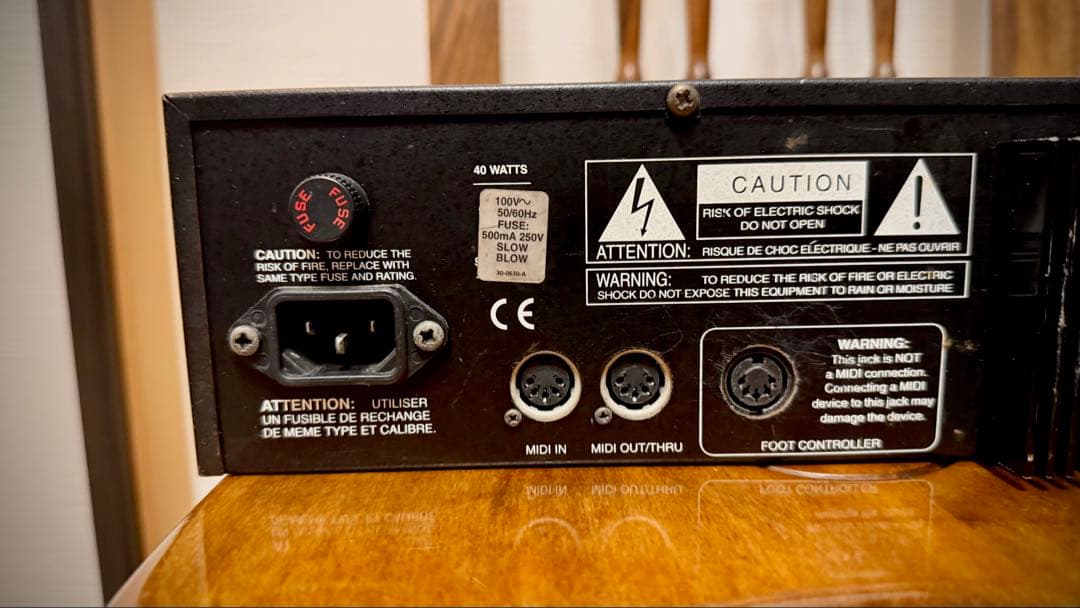 FUSE
FUSE
CAUTION: TO REDUCE THE
RISK OF FIRE, REPLACE WITH
SAME TYPE FUSE AND RATING.
ATTENTION: UTILISER
UN FUSIBLE DE RECHANGE
DE MEME TYPE ET CALIBRE.
40 WATTS
100V~
50/60Hz
FUSE:
500mA 250V
SLOW
BLOW
30-0630-A
CE
CAUTION
RISK OF ELECTRIC SHOCK
DO NOT OPEN
ATTENTION: RISQUE DE CHOC ELECTRIQUE - NE PAS OUVRIR
WARNING: TO REDUCE THE RISK OF FIRE OR ELECTRIC
SHOCK DO NOT EXPOSE THIS EQUIPMENT TO RAIN OR MOISTURE
MIDI IN
MIDI OUT/THRU
WARNING:
This jack is NOT
a MIDI connection.
Connecting a MIDI
device to this jack may
damage the device.
FOOT CONTROLLER